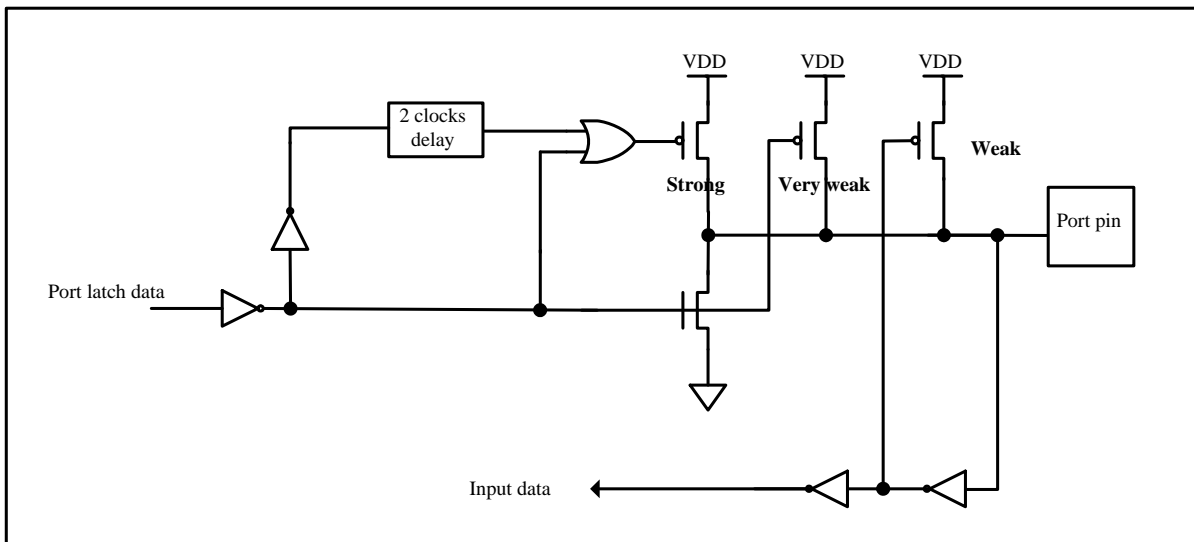 VDD
VDD
VDD
2 clocks
delay
Weak
Strong
Very weak
Port pin
Port latch data
Input data